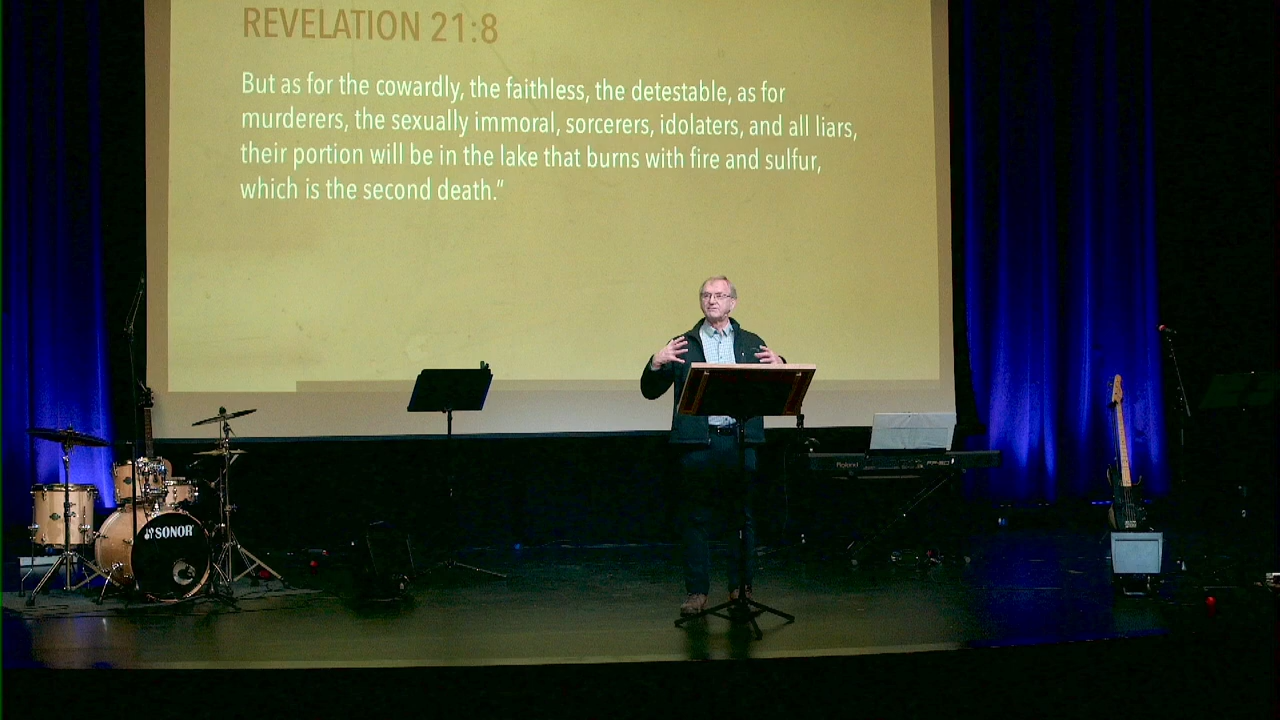 REVELATION 21:8
But as for the cowardly, the faithless, the detestable, as for
murderers, the sexually immoral, sorcerers, idolaters, and all liars,
their portion will be in the lake that burns with fire and sulfur,
which is the second death.”
SONOR
Roland